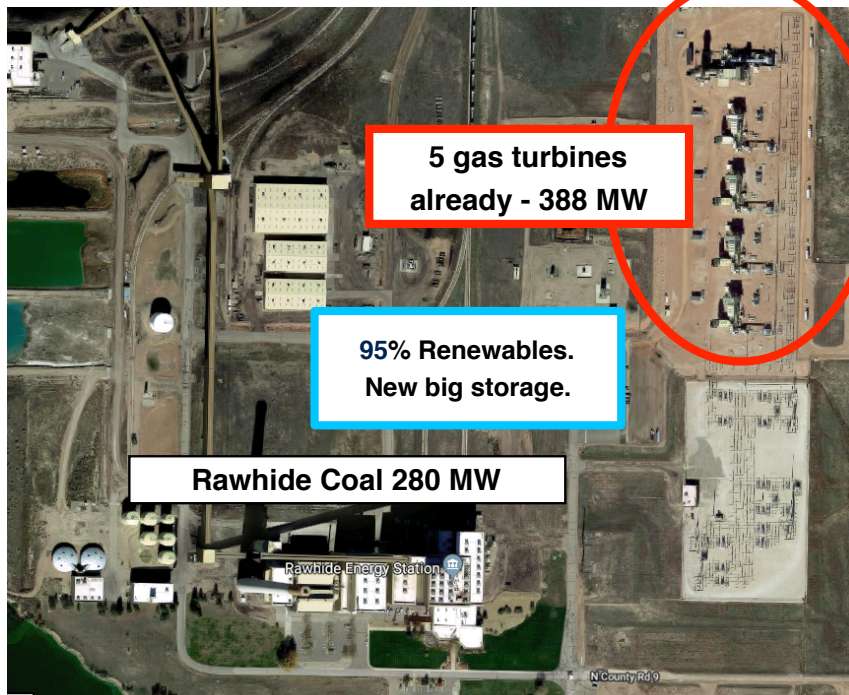 5 gas turbines
already - 388 MW
95% Renewables.
New big storage.
Rawhide Coal 280 MW
Rawhide Energy Station
N County Rd 9